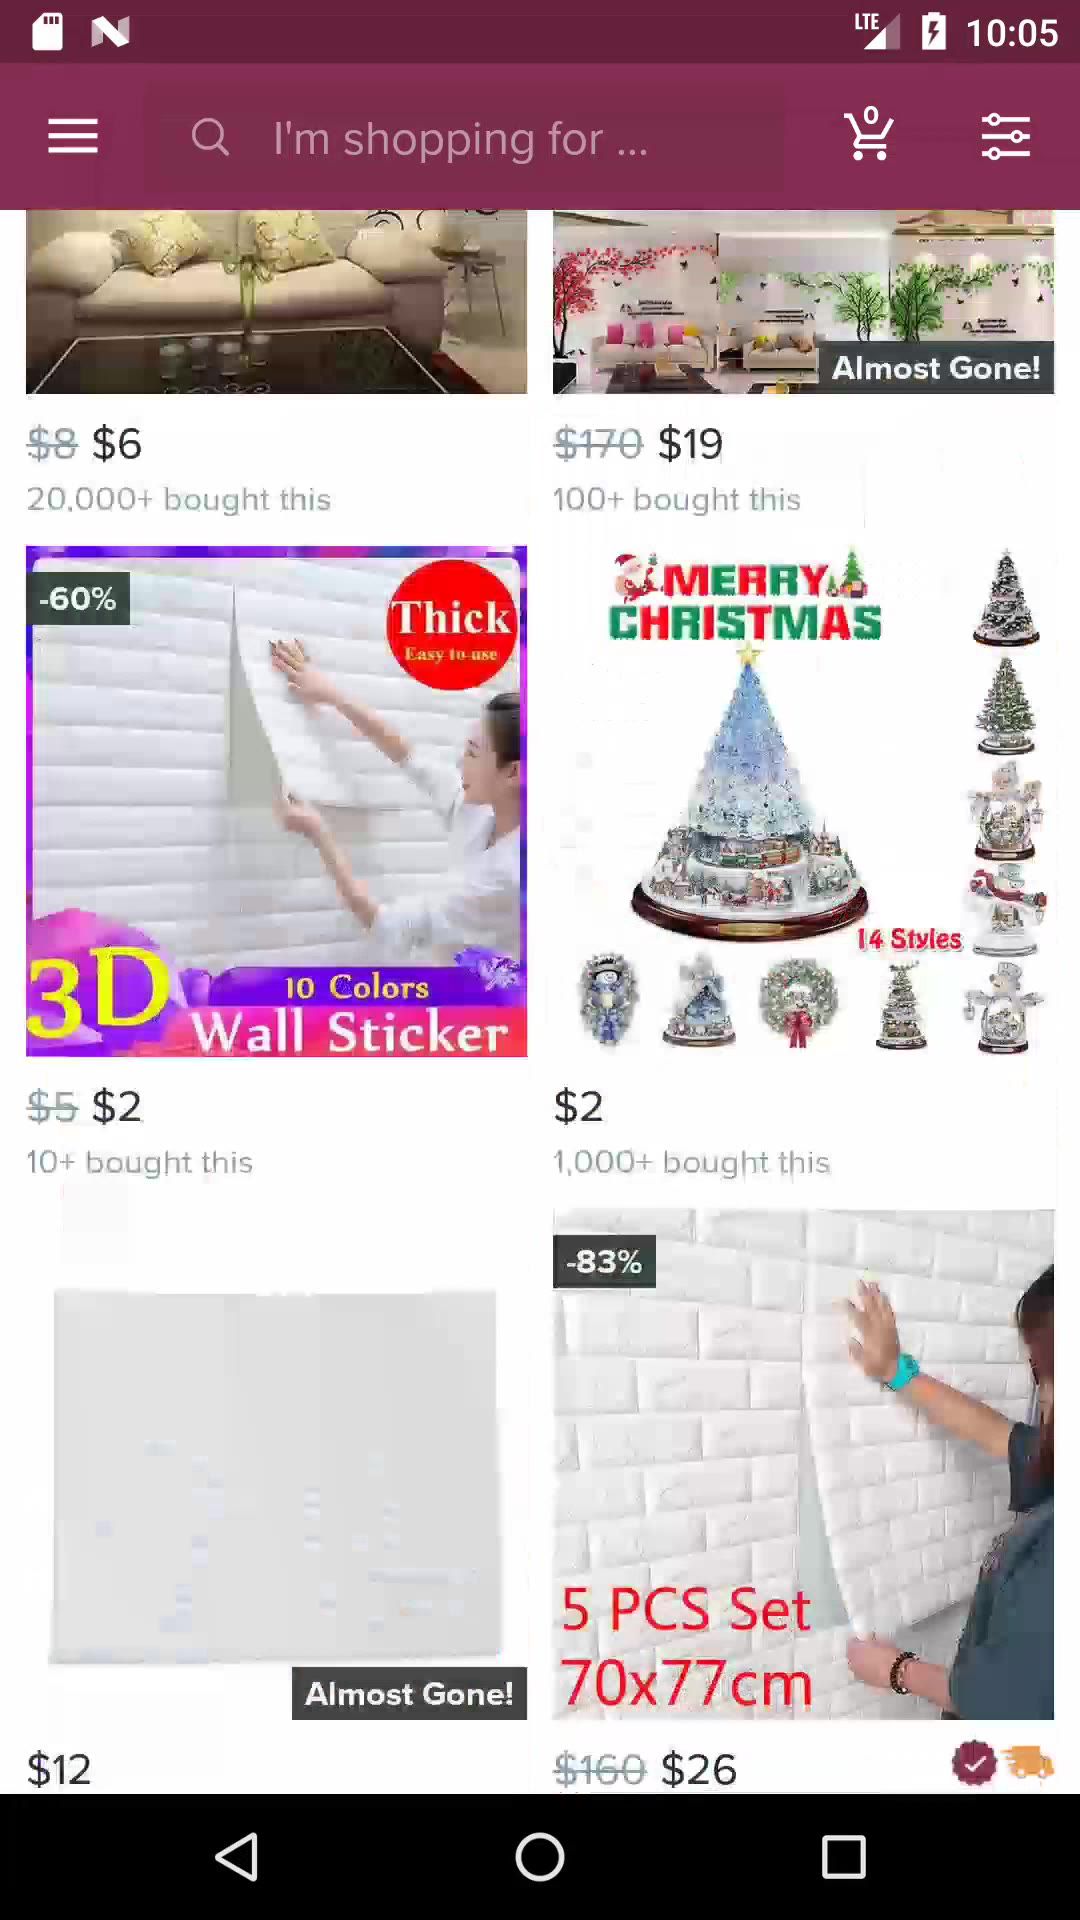 LTE 10:05
I'm shopping for ...
0
Almost Gone!
$8 $6
$170 $19
20,000+ bought this
100+ bought this
-60%
Thick
Easy to use
3D
10 Colors
Wall Sticker
MERRY
CHRISTMAS
14 Styles
$5 $2
$2
10+ bought this
1,000+ bought this
Almost Gone!
-83%
5 PCS Set
70x77cm
$12
$160 $26